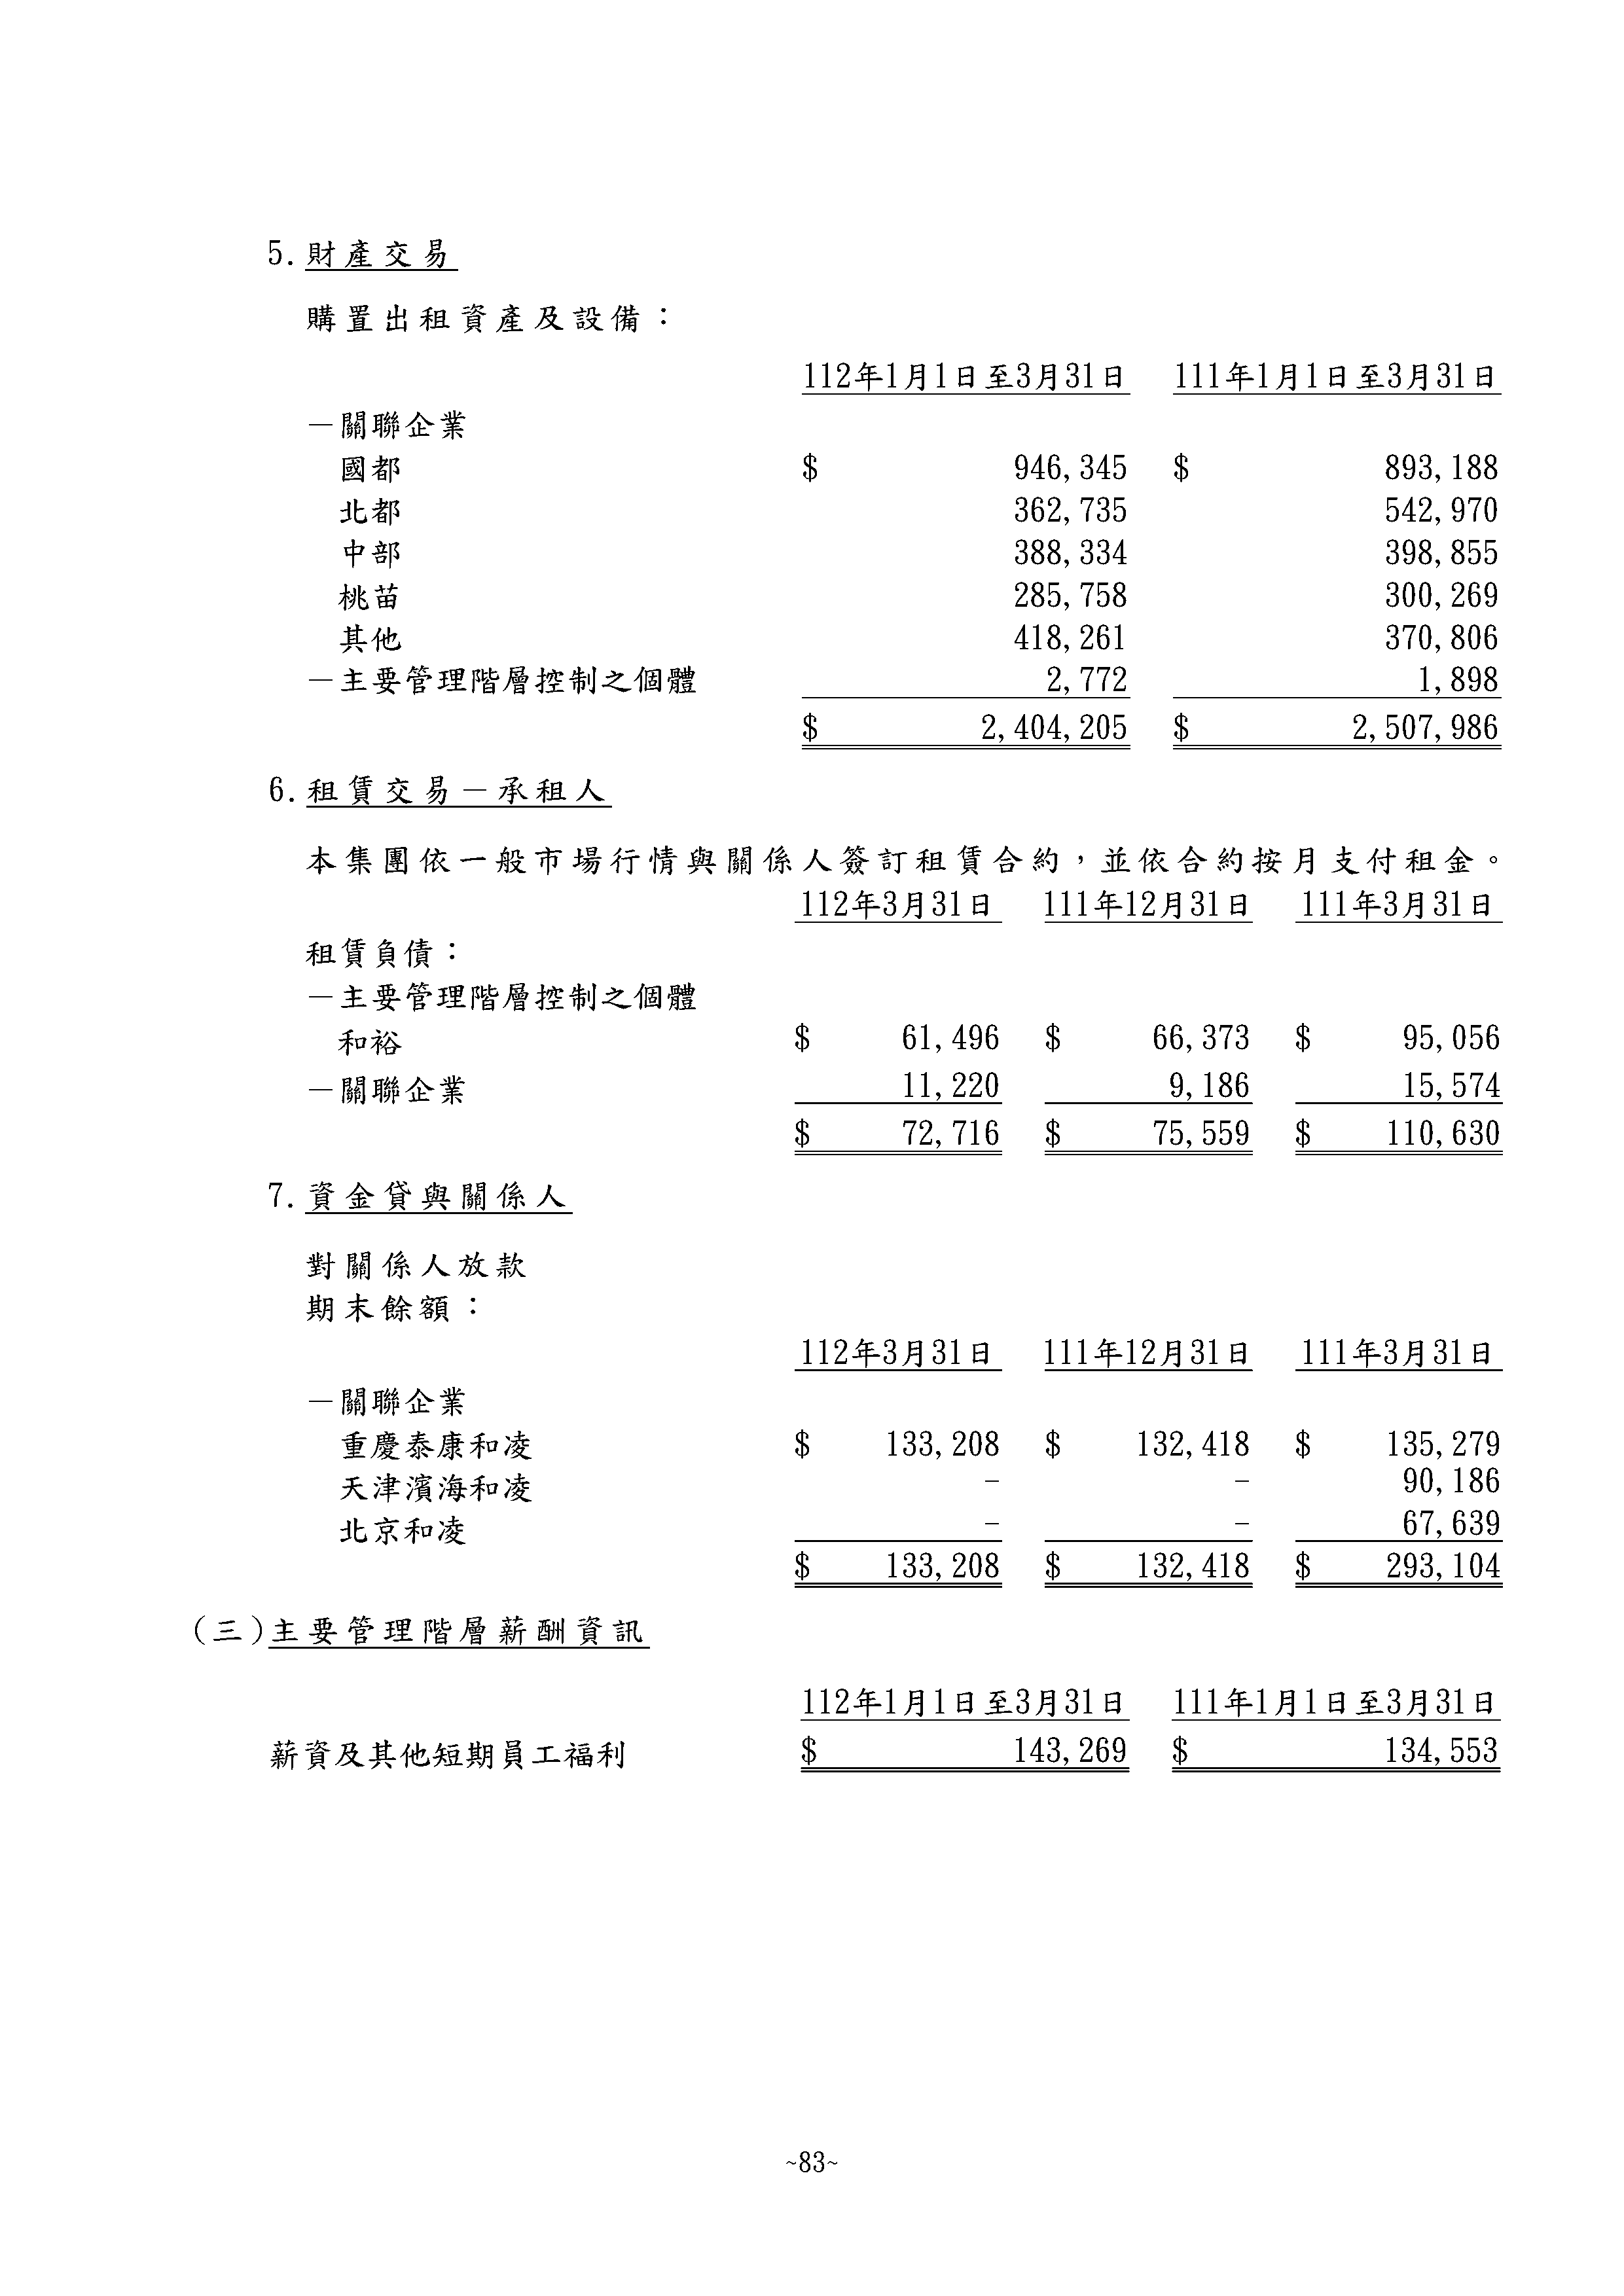 5.財產交易
購置出租資產及設備：
112年1月1日至3月31日 111年1月1日至3月31日
－關聯企業
國都 $ 946,345 $ 893,188
北都 362,735 542,970
中部 388,334 398,855
桃苗 285,758 300,269
其他 418,261 370,806
－主要管理階層控制之個體 2,772 1,898
$ 2,404,205 $ 2,507,986
6.租賃交易－承租人
本集團依一般市場行情與關係人簽訂租賃合約，並依合約按月支付租金。
112年3月31日 111年12月31日 111年3月31日
租賃負債：
－主要管理階層控制之個體
和裕 $ 61,496 $ 66,373 $ 95,056
－關聯企業 11,220 9,186 15,574
$ 72,716 $ 75,559 $ 110,630
7.資金貸與關係人
對關係人放款
期末餘額：
112年3月31日 111年12月31日 111年3月31日
－關聯企業
重慶泰康和凌 $ 133,208 $ 132,418 $ 135,279
天津濱海和凌 － － 90,186
北京和凌 － － 67,639
$ 133,208 $ 132,418 $ 293,104
(三)主要管理階層薪酬資訊
112年1月1日至3月31日 111年1月1日至3月31日
薪資及其他短期員工福利 $ 143,269 $ 134,553
~83~